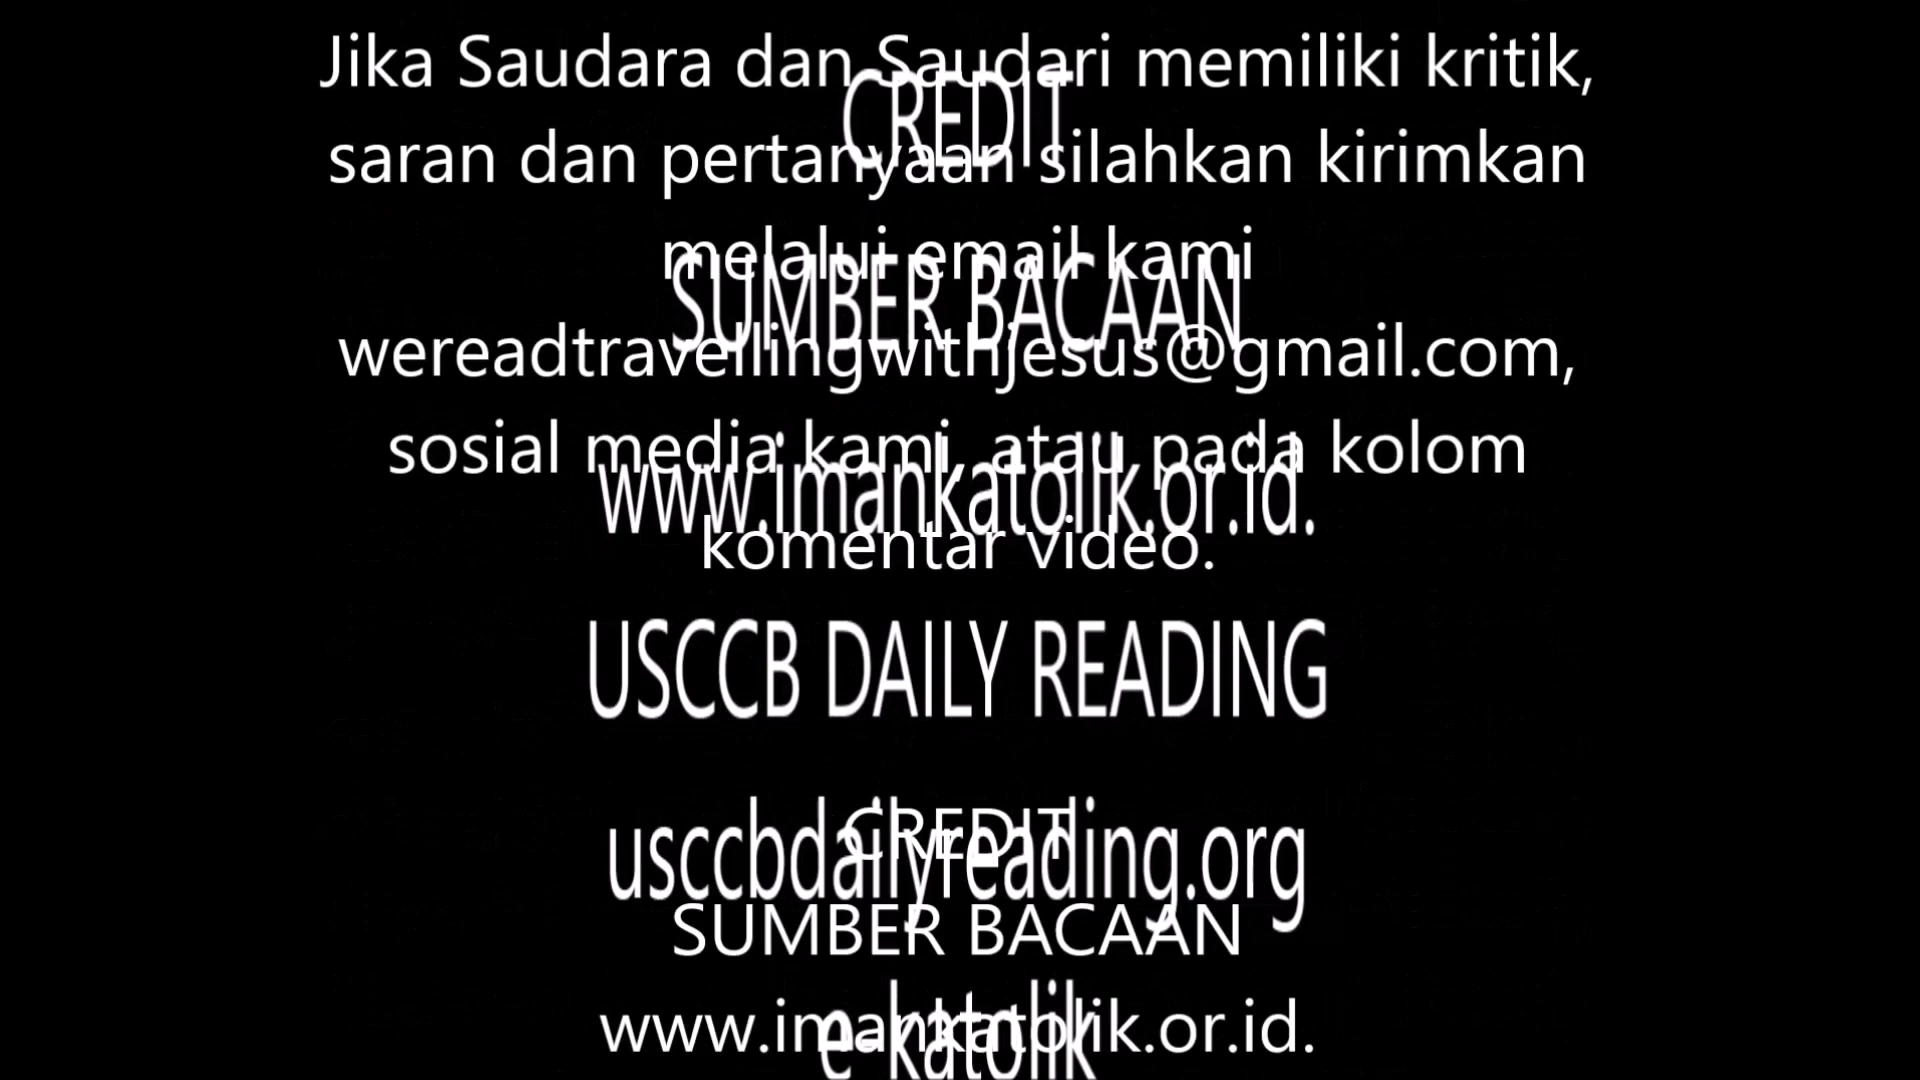 Jika Saudara dan Saudari memiliki kritik,
CREDIT
saran dan pertanyaan silahkan kirimkan
melalui email kami
SUMBER BACAAN
wereadtravellingwithjesus@gmail.com,
sosial media kami, atau pada kolom
www.imankatolik.or.id.
komentar video.
USCCB DAILY READING
CREDIT
usccbdailyreading.org
SUMBER BACAAN
www.imankatolik.or.id.
e-katolik